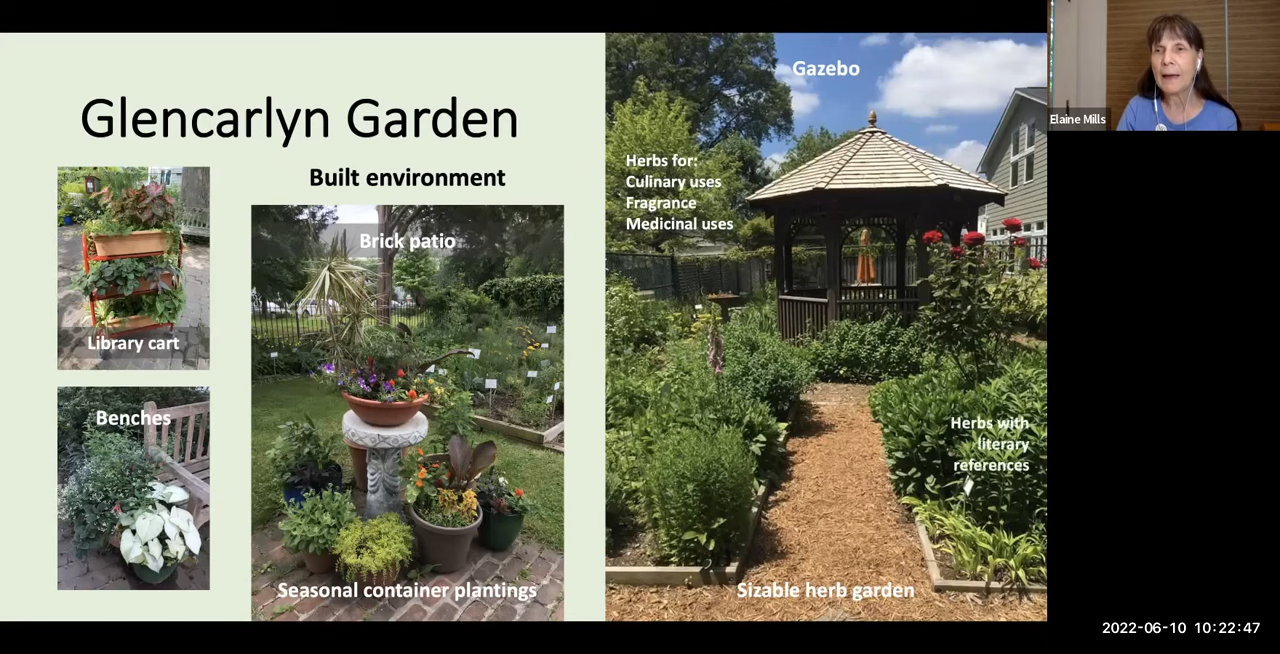 Glencarlyn Garden
Built environment
Library cart
Benches
Brick patio
Seasonal container plantings
Gazebo
Herbs for:
Culinary uses
Fragrance
Medicinal uses
Herbs with
literary
references
Sizable herb garden
Elaine Mills
2022-06-10 10:22:47